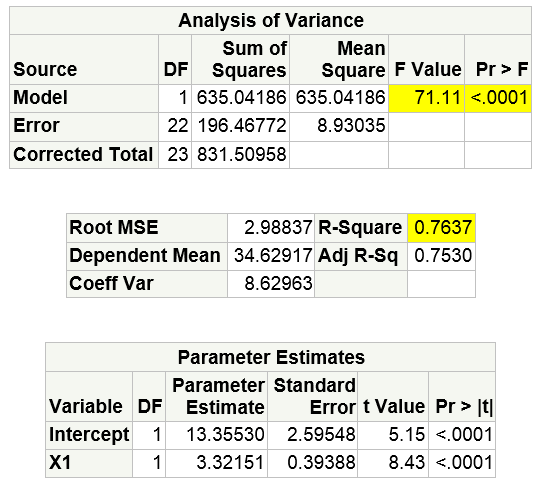 Analysis of Variance
Source DF Sum of Squares Mean Square F Value Pr > F
Model 1 635.04186 635.04186 71.11 <.0001
Error 22 196.46772 8.93035
Corrected Total 23 831.50958
Root MSE 2.98837 R-Square 0.7637
Dependent Mean 34.62917 Adj R-Sq 0.7530
Coeff Var 8.62963
Parameter Estimates
Variable DF Parameter Estimate Standard Error t Value Pr > |t|
Intercept 1 13.35530 2.59548 5.15 <.0001
X1 1 3.32151 0.39388 8.43 <.0001